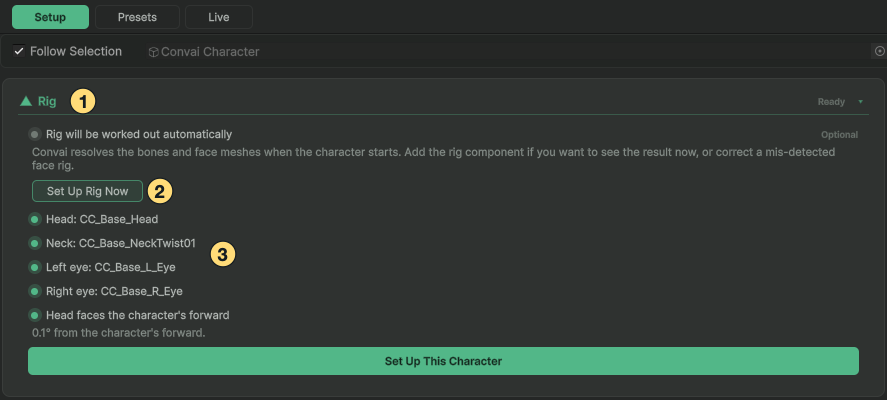 Setup
Presets
Live
Follow Selection
Convai Character
Rig
1
Ready
Rig will be worked out automatically
Optional
Convai resolves the bones and face meshes when the character starts. Add the rig component if you want to see the result now, or correct a mis-detected
face rig.
Set Up Rig Now
2
Head: CC_Base_Head
Neck: CC_Base_NeckTwist01
3
Left eye: CC_Base_L_Eye
Right eye: CC_Base_R_Eye
Head faces the character's forward
0.1° from the character's forward.
Set Up This Character